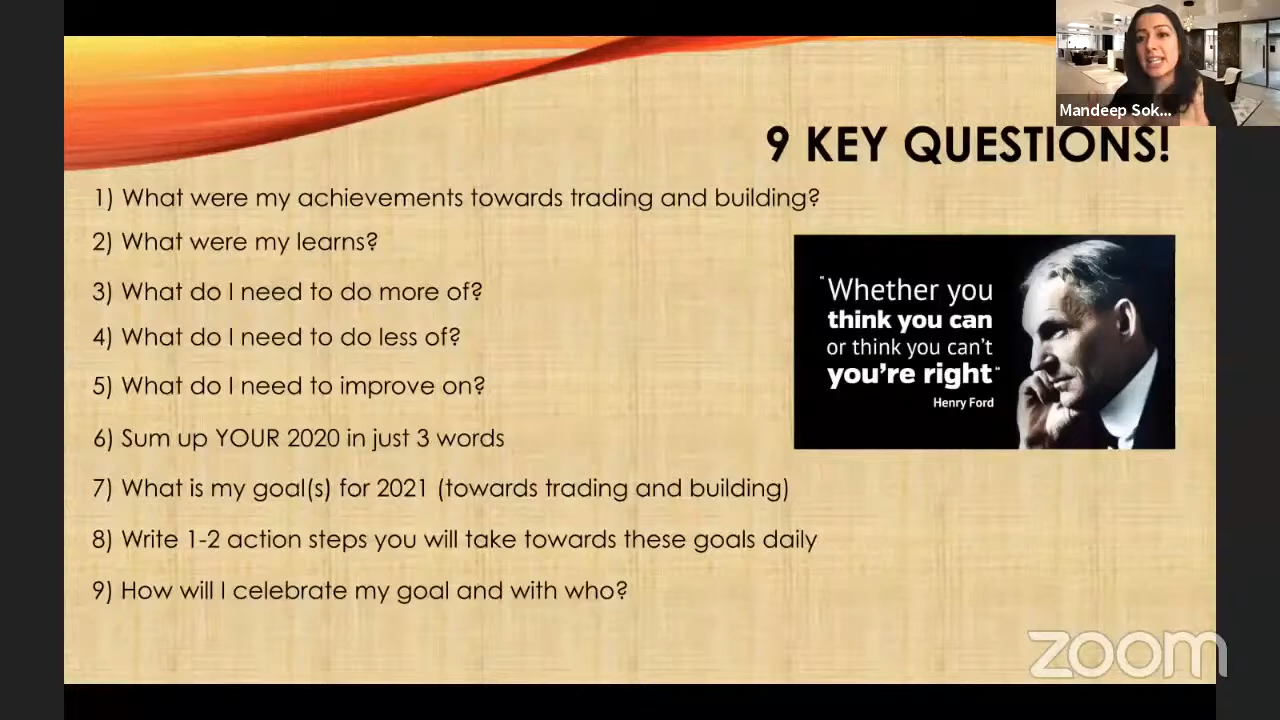 Mandeep Sok...
9 KEY QUESTIONS!
1) What were my achievements towards trading and building?
2) What were my learns?
3) What do I need to do more of?
4) What do I need to do less of?
5) What do I need to improve on?
6) Sum up YOUR 2020 in just 3 words
7) What is my goal(s) for 2021 (towards trading and building)
8) Write 1-2 action steps you will take towards these goals daily
9) How will I celebrate my goal and with who?
"Whether you
think you can
or think you can't
you're right"
Henry Ford
zoom